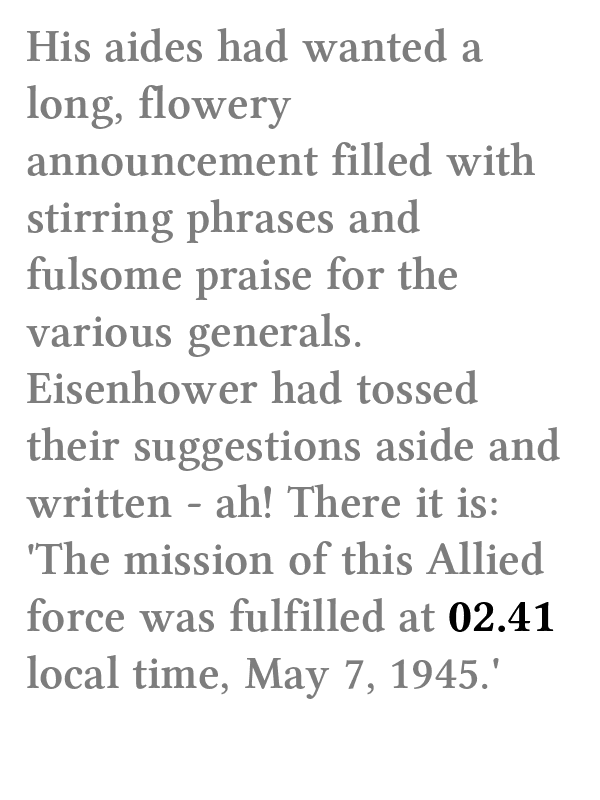 His aides had wanted a
long, flowery
announcement filled with
stirring phrases and
fulsome praise for the
various generals.
Eisenhower had tossed
their suggestions aside and
written - ah! There it is:
'The mission of this Allied
force was fulfilled at 02.41
local time, May 7, 1945.'